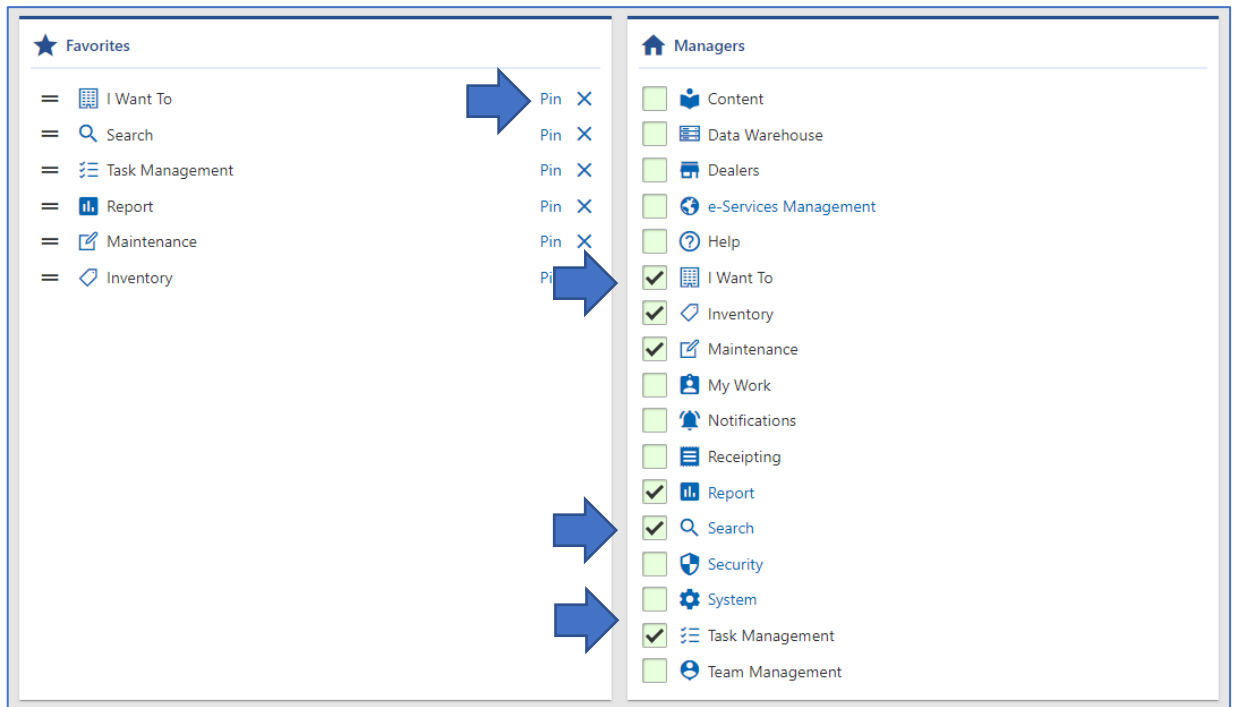 Favorites
I Want To Pin
Search Pin
Task Management Pin
Report Pin
Maintenance Pin
Inventory
Managers
Content
Data Warehouse
Dealers
e-Services Management
Help
I Want To
Inventory
Maintenance
My Work
Notifications
Receipting
Report
Search
Security
System
Task Management
Team Management